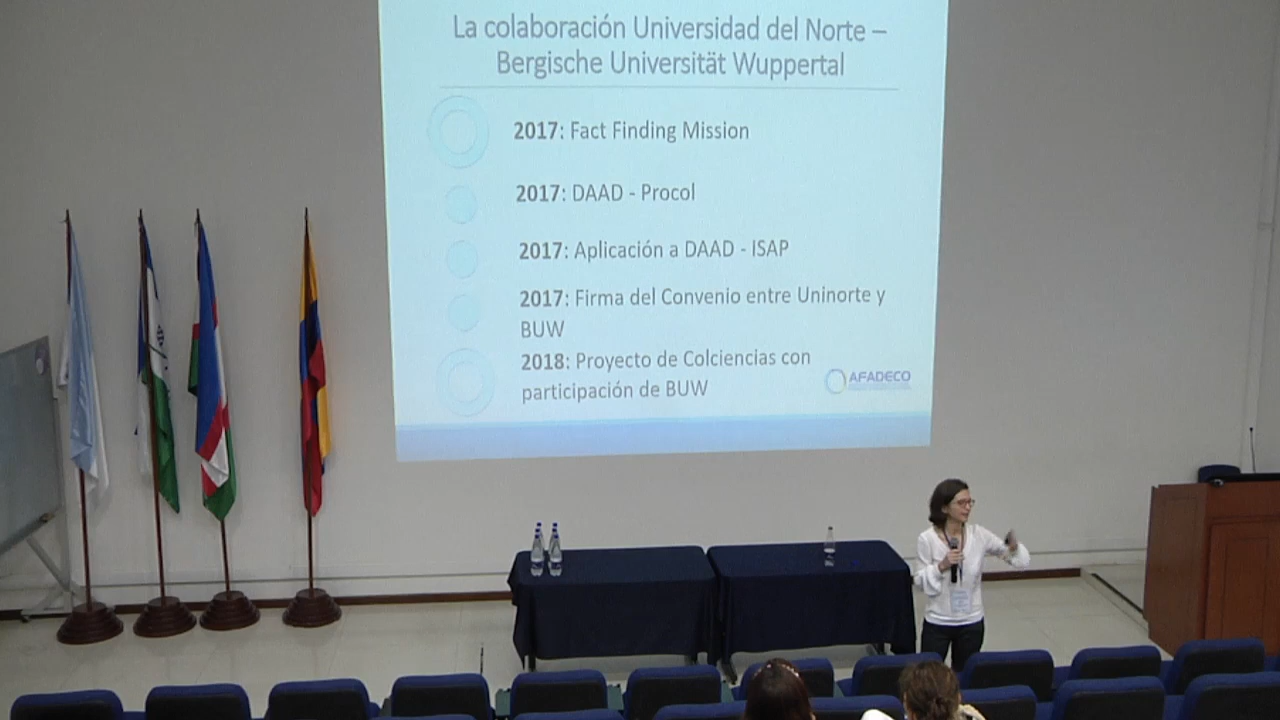 La colaboración Universidad del Norte –
Bergische Universität Wuppertal
2017: Fact Finding Mission
2017: DAAD - Procol
2017: Aplicación a DAAD - ISAP
2017: Firma del Convenio entre Uninorte y
BUW
2018: Proyecto de Colciencias con
participación de BUW
AFADECO